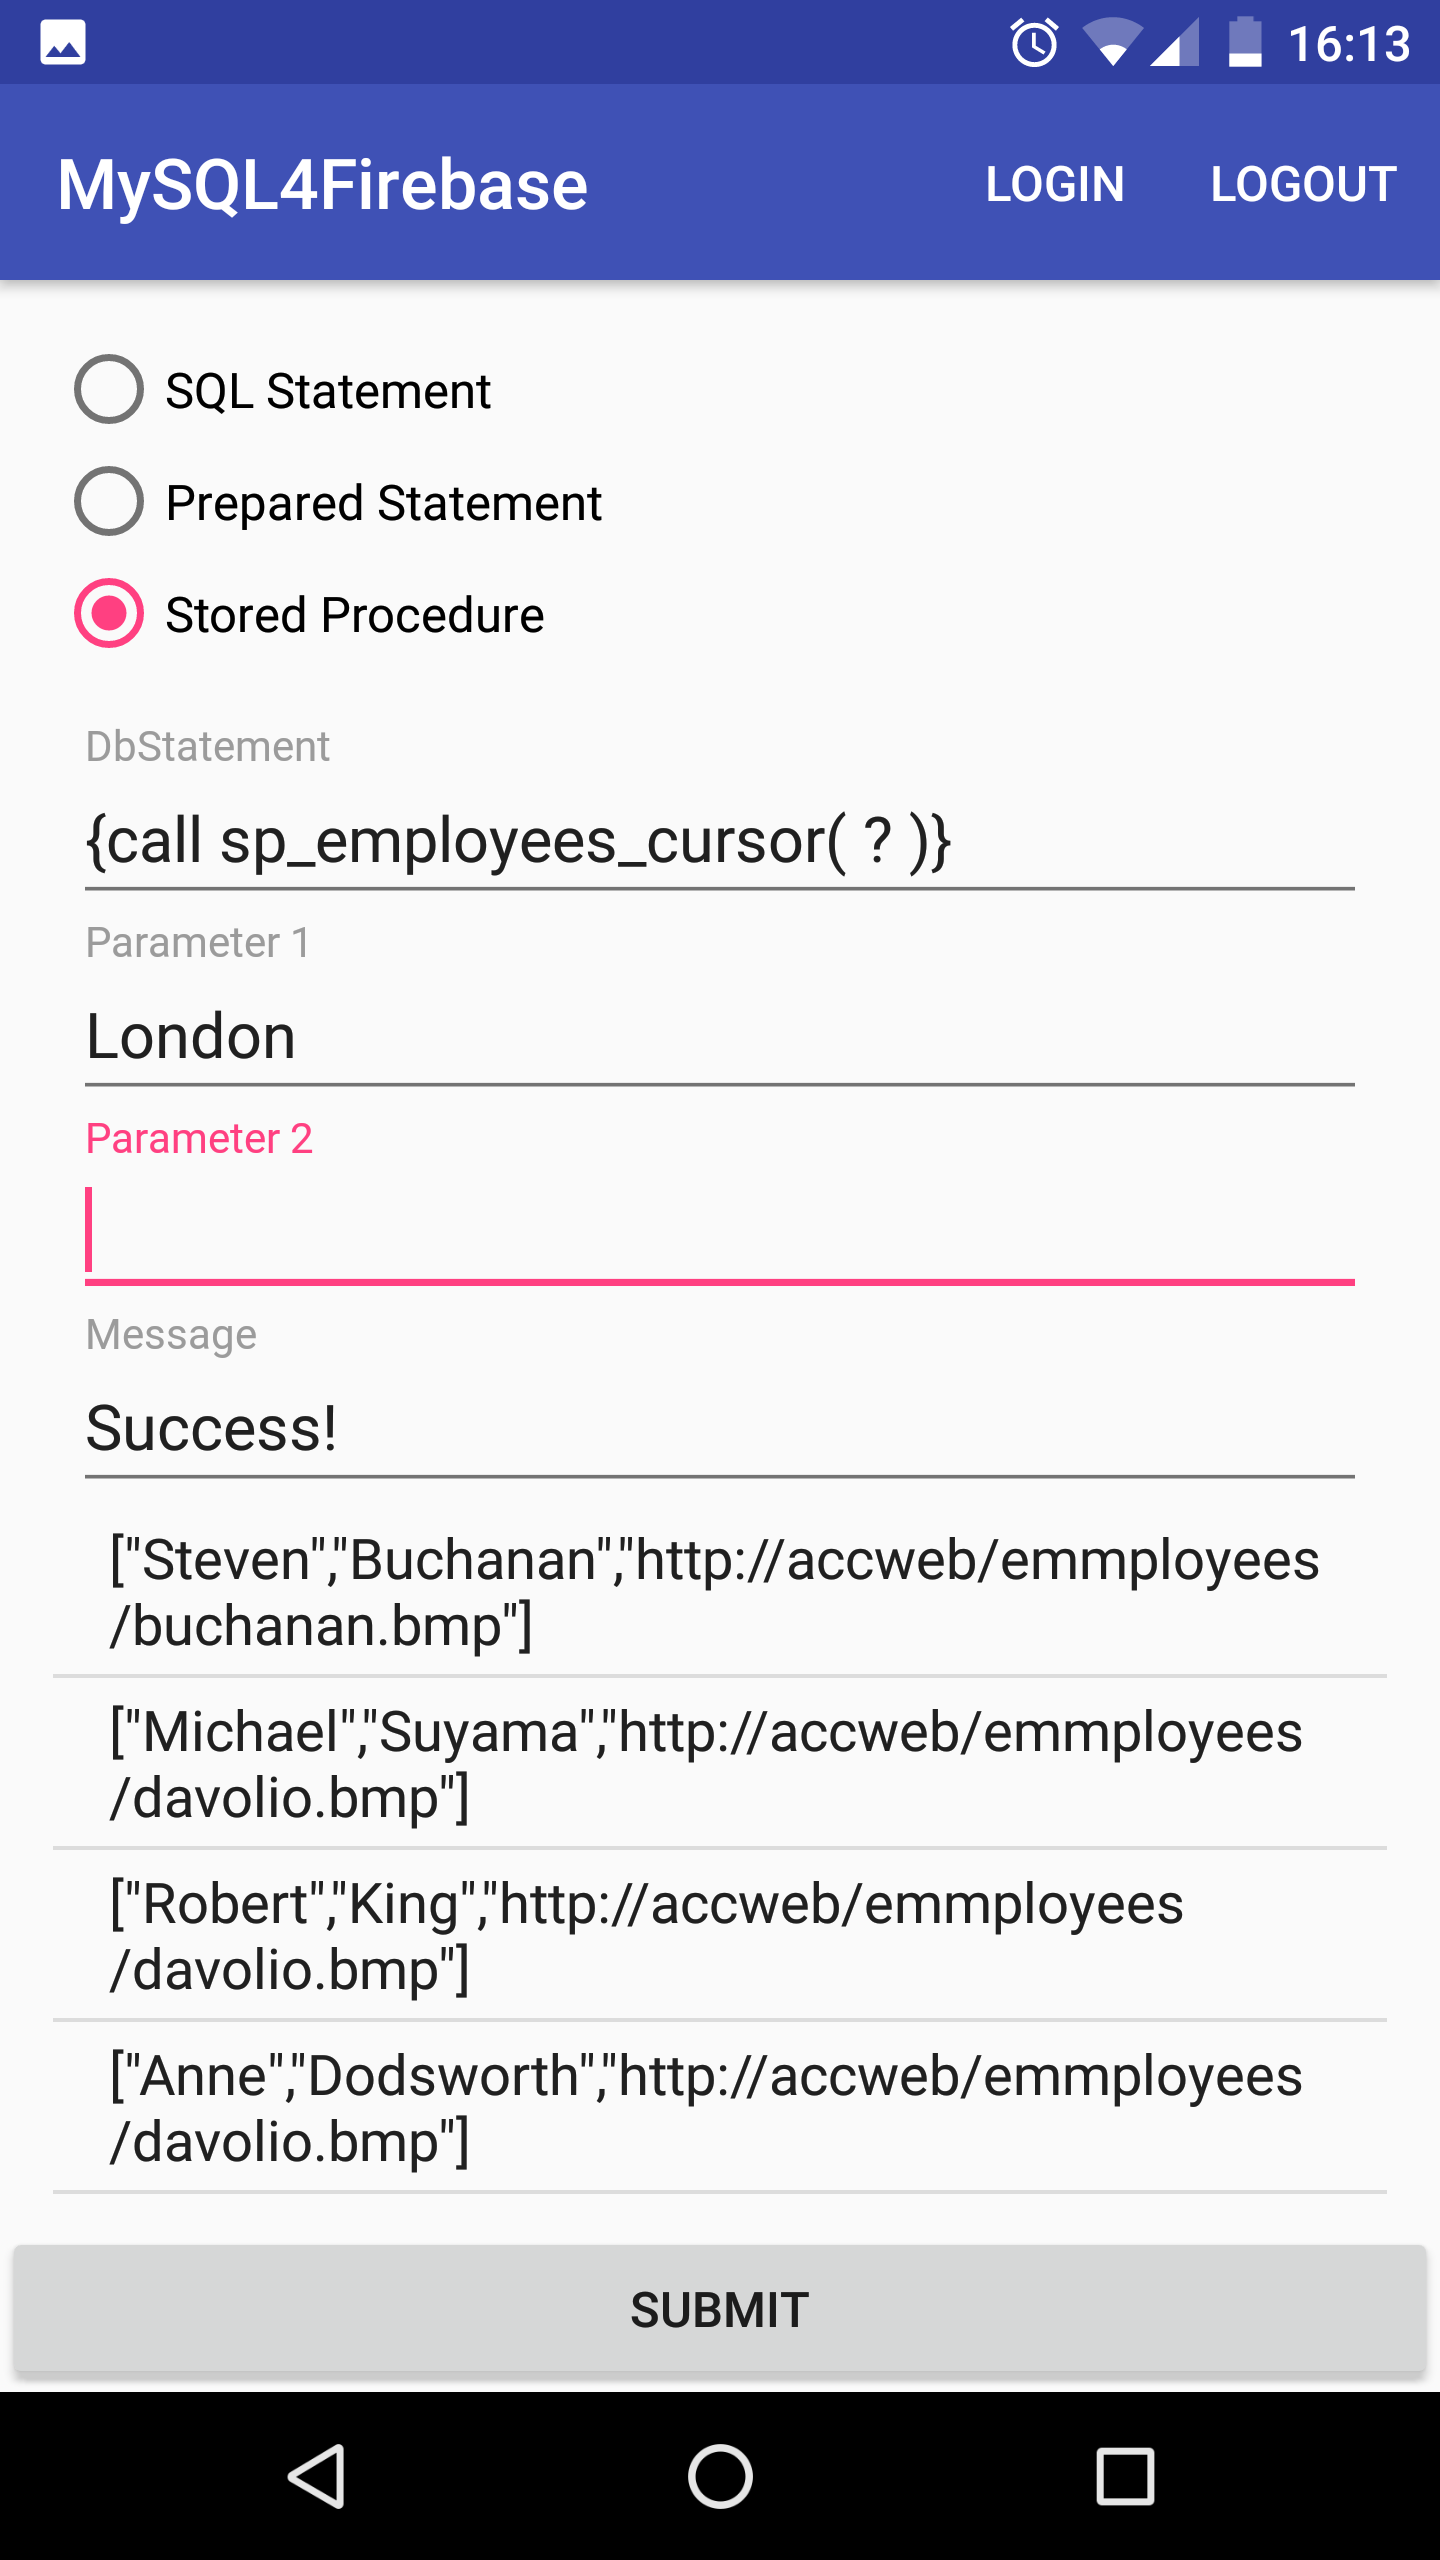 16:13
MySQL4Firebase LOGIN LOGOUT
SQL Statement
Prepared Statement
Stored Procedure
DbStatement
{call sp_employees_cursor( ? )}
Parameter 1
London
Parameter 2
Message
Success!
["Steven","Buchanan","http://accweb/emmployees
/buchanan.bmp"]
["Michael","Suyama","http://accweb/emmployees
/davolio.bmp"]
["Robert","King","http://accweb/emmployees
/davolio.bmp"]
["Anne","Dodsworth","http://accweb/emmployees
/davolio.bmp"]
SUBMIT